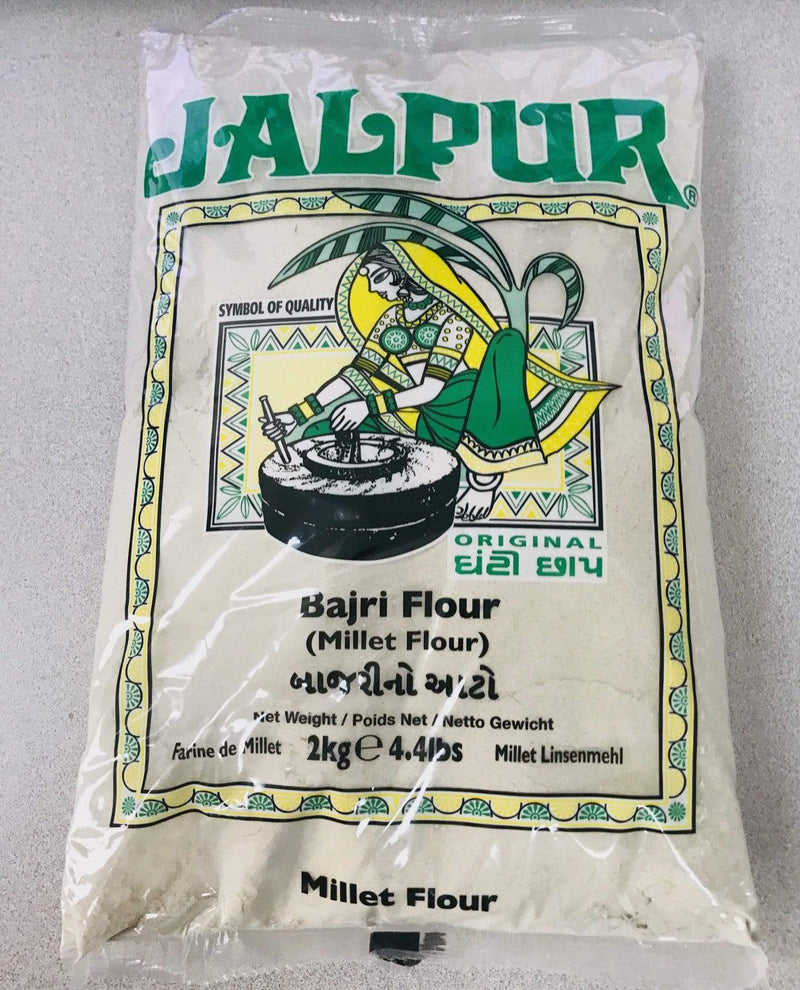 JALPUR®
SYMBOL OF QUALITY
ORIGINAL
ઘંટી છાપ
Bajri Flour
(Millet Flour)
બાજરીનો આટો
Net Weight / Poids Net / Netto Gewicht
Farine de Millet 2kg℮ 4.4lbs Millet Linsenmehl
Millet Flour